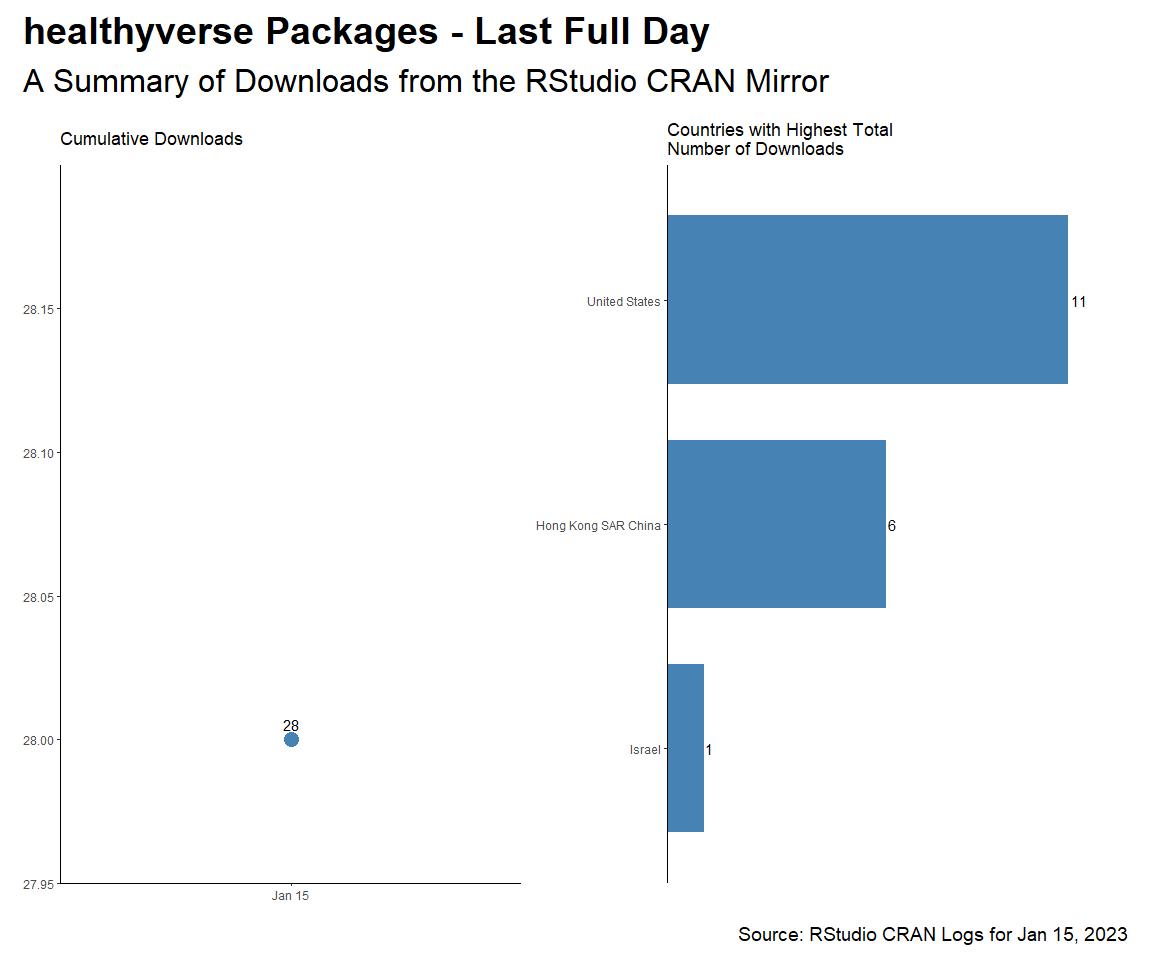 healthyverse Packages - Last Full Day
A Summary of Downloads from the RStudio CRAN Mirror
Cumulative Downloads
28.15
28.10
28.05
28.00
27.95
28
Jan 15
Countries with Highest Total
Number of Downloads
United States
11
Hong Kong SAR China
6
Israel
1
Source: RStudio CRAN Logs for Jan 15, 2023